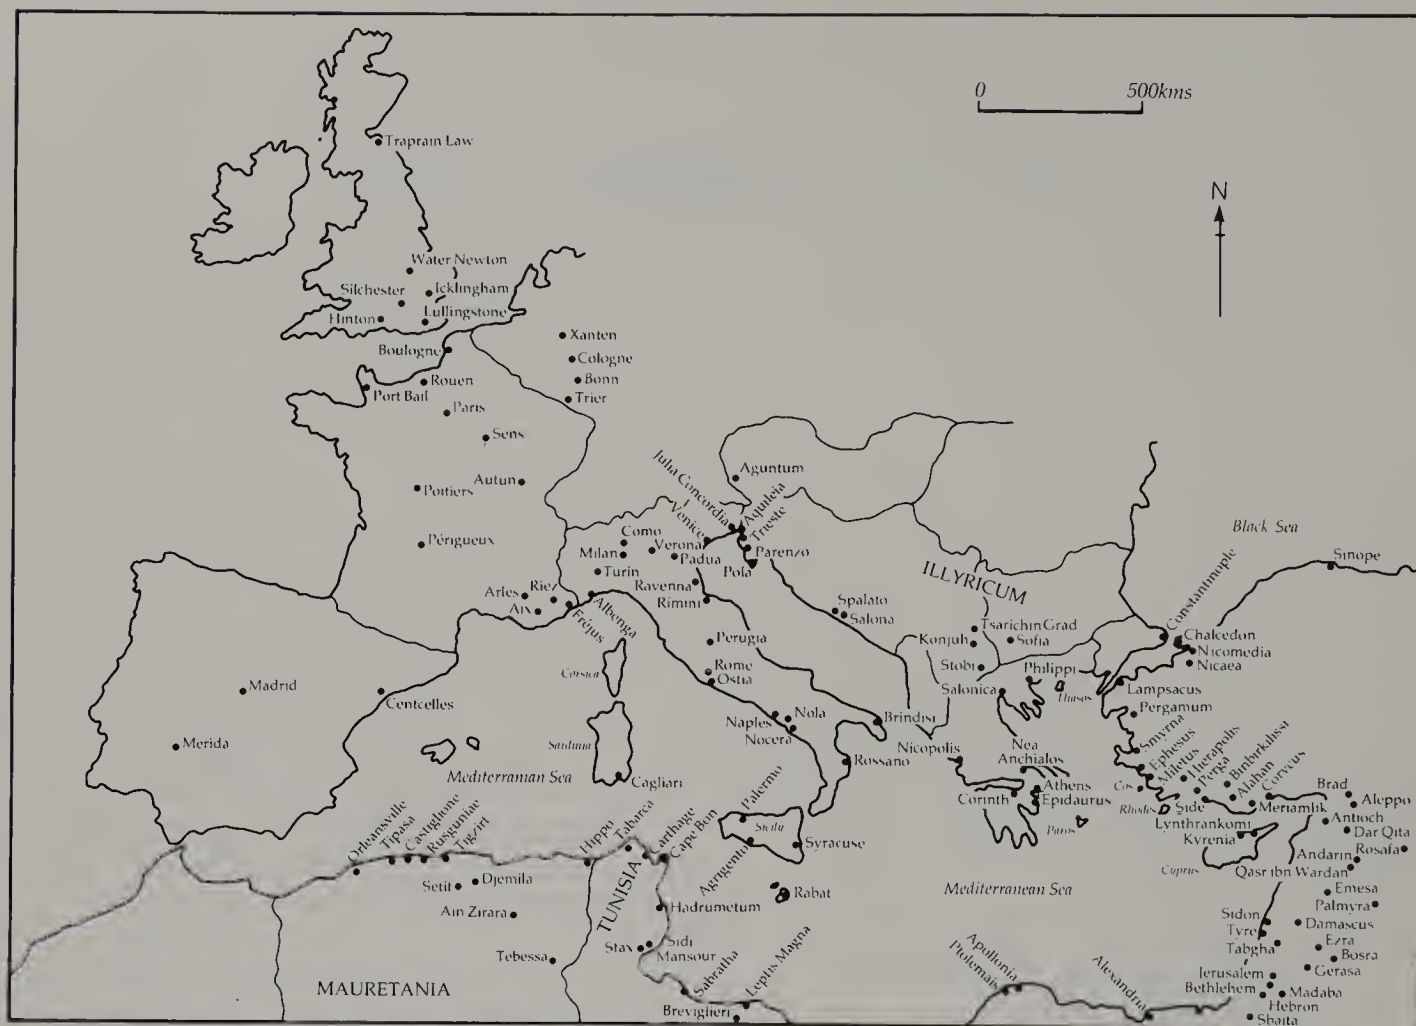 0 500kms
N
Traprain Law
Water Newton
Icklingham
Silchester
Lullingstone
Hinton
Boulogne
Xanten
Cologne
Bonn
Trier
Rouen
Port Bail
Paris
Sens
Autun
Poitiers
Périgueux
Aguntum
Julia Concordia
Aquileia
Venice
Trieste
Como
Verona
Milan
Padua
Parenzo
Pola
Turin
Ravenna
Rimini
Arles
Riez
Aix
Fréjus
Albenga
ILLYRICUM
Black Sea
Sinope
Constantinople
Spalato
Salona
Tsarichin Grad
Konjuh
Sofia
Chalcedon
Nicomedia
Nicaea
Perugia
Stobi
Philippi
Corsica
Rome
Ostia
Salonica
Thasos
Lampsacus
Pergamum
Madrid
Centcelles
Merida
Naples
Nola
Nocera
Brindisi
Rossano
Nicopolis
Nea
Anchialos
Smyrna
Ephesus
Miletus
Hierapolis
Perga
Binbirkilissi
Alahan
Corycus
Sardinia
Cagliari
Mediterranean Sea
Corinth
Athens
Epidaurus
Paros
Cos
Rhodes
Side
Meriamlik
Brad
Aleppo
Antioch
Dar Qita
Rosafa
Lynthrankomi
Kyrenia
Cyprus
Andarin
Qasr ibn Wardan
Emesa
Palmyra
Orleansville
Tipasa
Castiglione
Rusguniae
Tigzirt
Hippo
Tabarca
Carthage
Cape Bon
Palermo
Sicily
Agrigento
Syracuse
Setif
Djemila
Ain Zirara
TUNISIA
Hadrumetum
Rabat
Mediterranean Sea
Sidon
Tyre
Tabgha
Damascus
Ezra
Bosra
Gerasa
Tebessa
Sfax
Sidi
Mansour
Sabratha
Leptus Magna
Breviglieri
MAURETANIA
Apollonia
Ptolemais
Alexandria
Jerusalem
Bethlehem
Madaba
Hebron
Sbaita